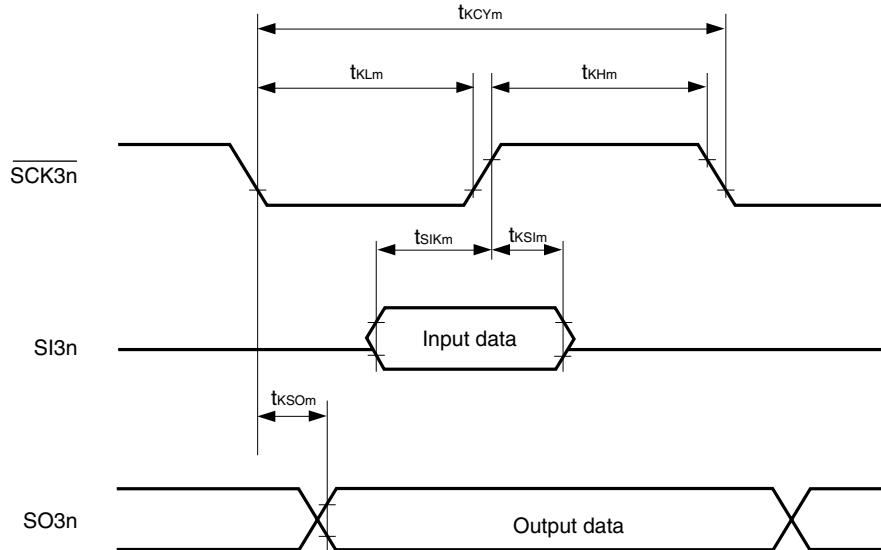 tKCYm
tKLm
tKHm
SCK3n
tSIKm
tKSIm
SI3n
Input data
tKSOm
SO3n
Output data